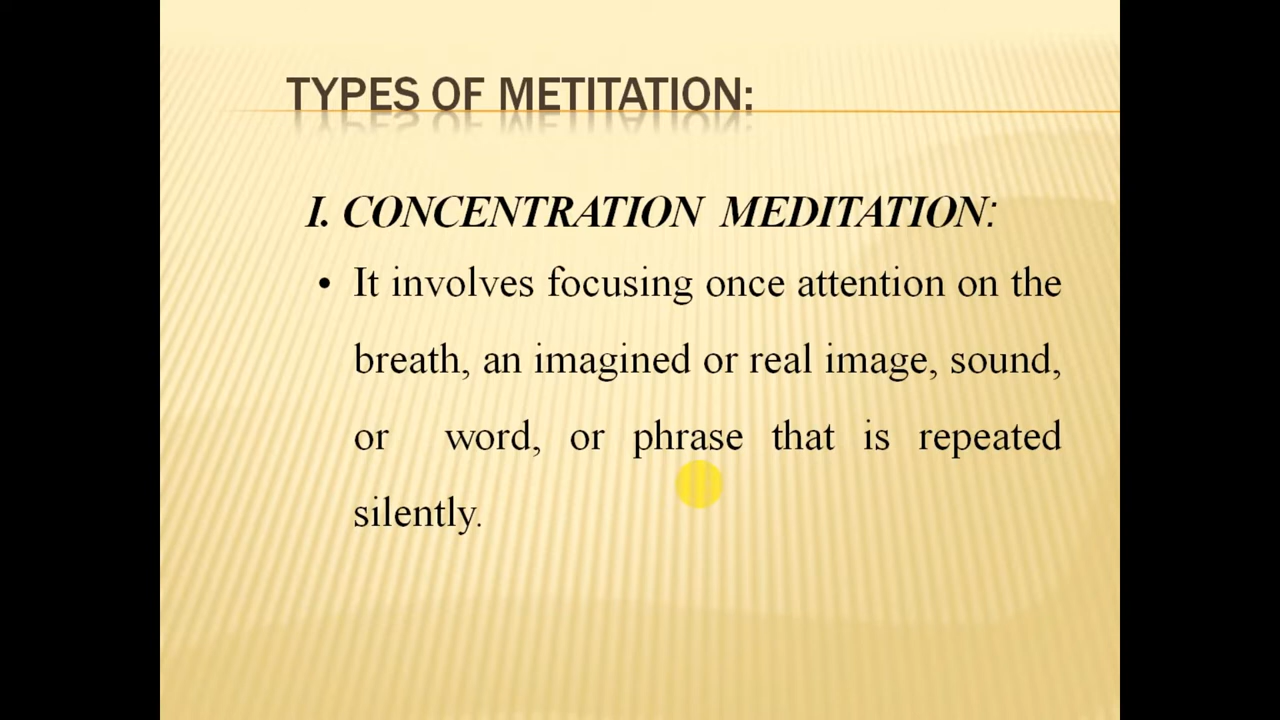 TYPES OF METITATION:
I. CONCENTRATION MEDITATION:
• It involves focusing once attention on the
breath, an imagined or real image, sound,
or word, or phrase that is repeated
silently.